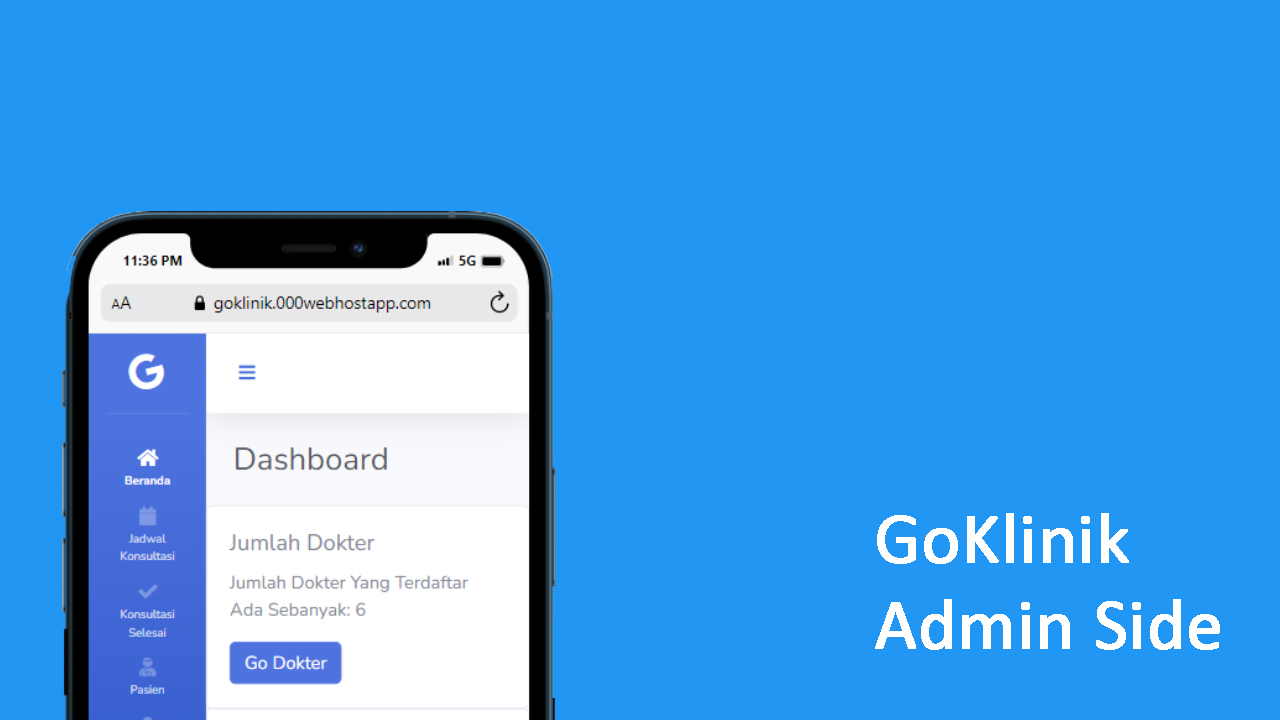 11:36 PM
5G
AA
goklinik.000webhostapp.com
G
Dashboard
Beranda
Jadwal
Konsultasi
Konsultasi
Selesai
Pasien
Jumlah Dokter
Jumlah Dokter Yang Terdaftar
Ada Sebanyak: 6
Go Dokter
GoKlinik
Admin Side